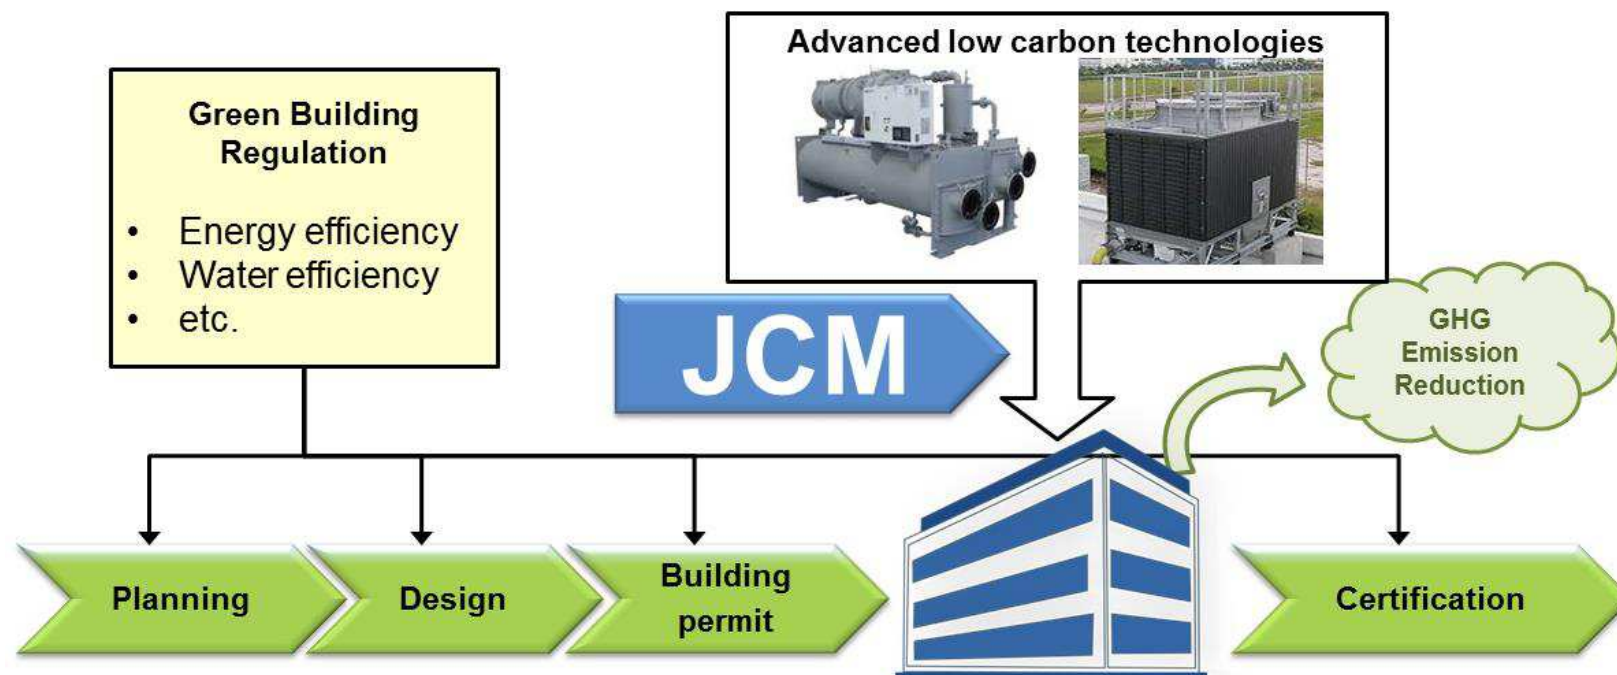 Green Building
Regulation
• Energy efficiency
• Water efficiency
• etc.
Advanced low carbon technologies
JCM
GHG
Emission
Reduction
Planning
Design
Building
permit
Certification